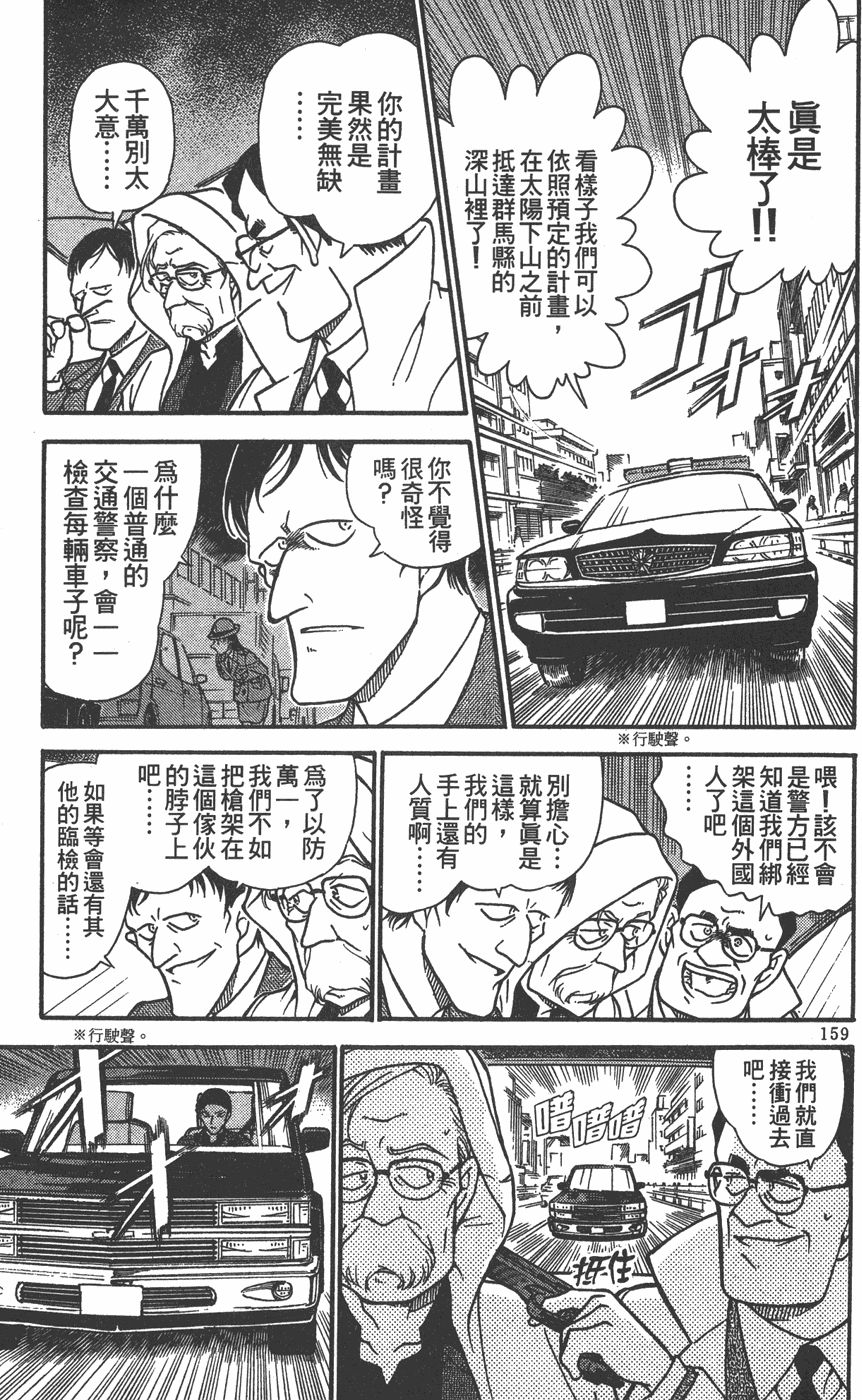 眞是
太棒了!!
看樣子我們可以
依照預定的計畫，
在太陽下山之前
抵達群馬縣的
深山裡了！
ゴゴオオ
※行駛聲。
你的計畫
果然是
完美無缺
……
千萬別太
大意……
你不覺得
很奇怪
嗎？
爲什麼
一個普通的
交通警察，會一一
檢查每輛車子呢？
喂！該不會
是警方已經
知道我們綁
架這個外國
人了吧
別擔心…
就算眞是
這樣，
我們的
手上還有
人質啊……
爲了以防
萬一，
我們不如
把槍架在
這個傢伙
的脖子上
吧……
如果等會還有其
他的臨檢的話……
159
我們就直
接衝過去
吧……
噾噾噾
抵住
※行駛聲。